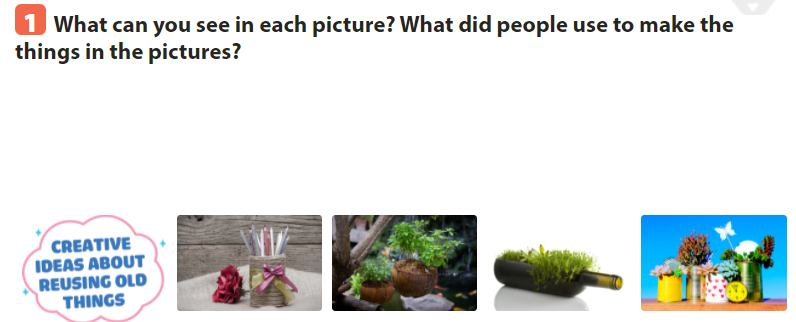 1 What can you see in each picture? What did people use to make the
things in the pictures?
CREATIVE
IDEAS ABOUT
REUSING OLD
THINGS